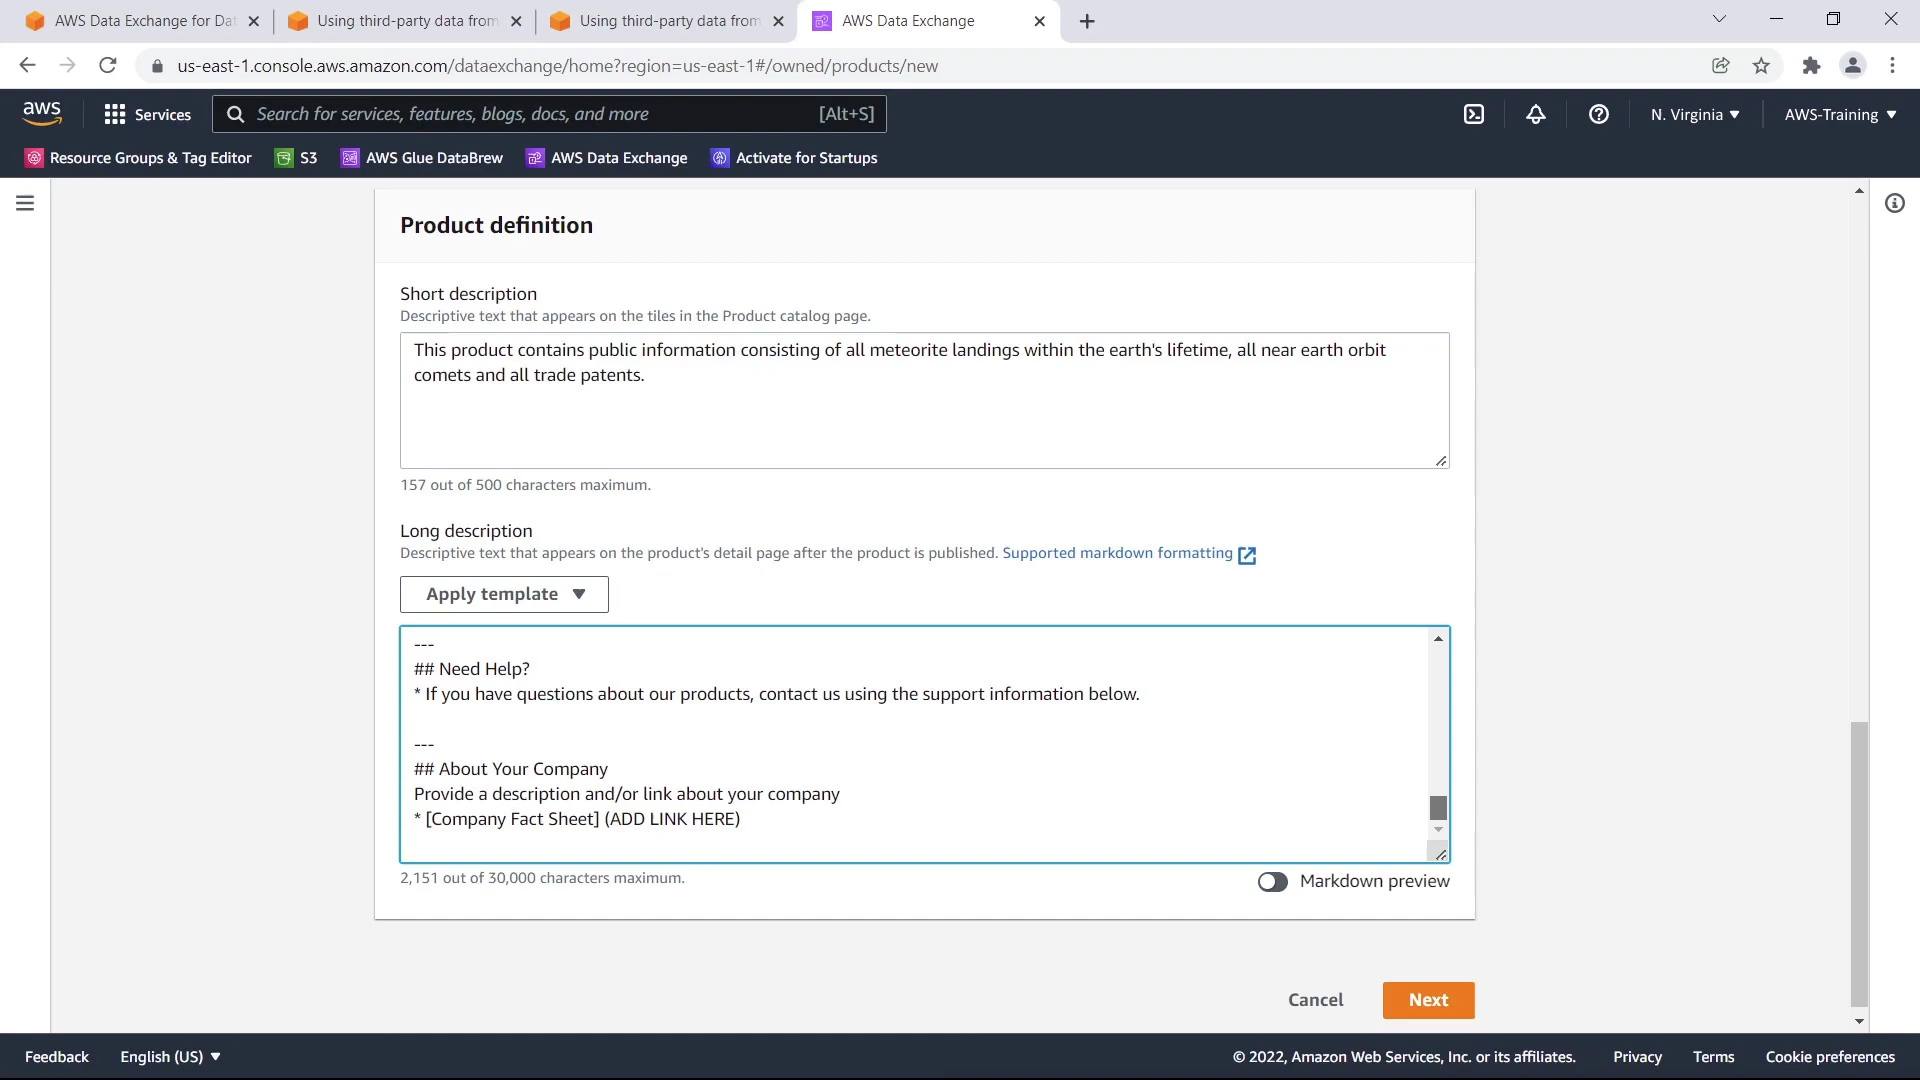 AWS Data Exchange for Dat
Using third-party data from
Using third-party data from
AWS Data Exchange
us-east-1.console.aws.amazon.com/dataexchange/home?region=us-east-1#/owned/products/new
aws
Services
Search for services, features, blogs, docs, and more
[Alt+S]
N. Virginia
AWS-Training
Resource Groups & Tag Editor
S3
AWS Glue DataBrew
AWS Data Exchange
Activate for Startups
Product definition
Short description
Descriptive text that appears on the tiles in the Product catalog page.
This product contains public information consisting of all meteorite landings within the earth's lifetime, all near earth orbit
comets and all trade patents.
157 out of 500 characters maximum.
Long description
Descriptive text that appears on the product's detail page after the product is published. Supported markdown formatting
Apply template
---
## Need Help?
* If you have questions about our products, contact us using the support information below.
---
## About Your Company
Provide a description and/or link about your company
* [Company Fact Sheet] (ADD LINK HERE)
2,151 out of 30,000 characters maximum.
Markdown preview
Cancel
Next
Feedback
English (US)
© 2022, Amazon Web Services, Inc. or its affiliates.
Privacy
Terms
Cookie preferences